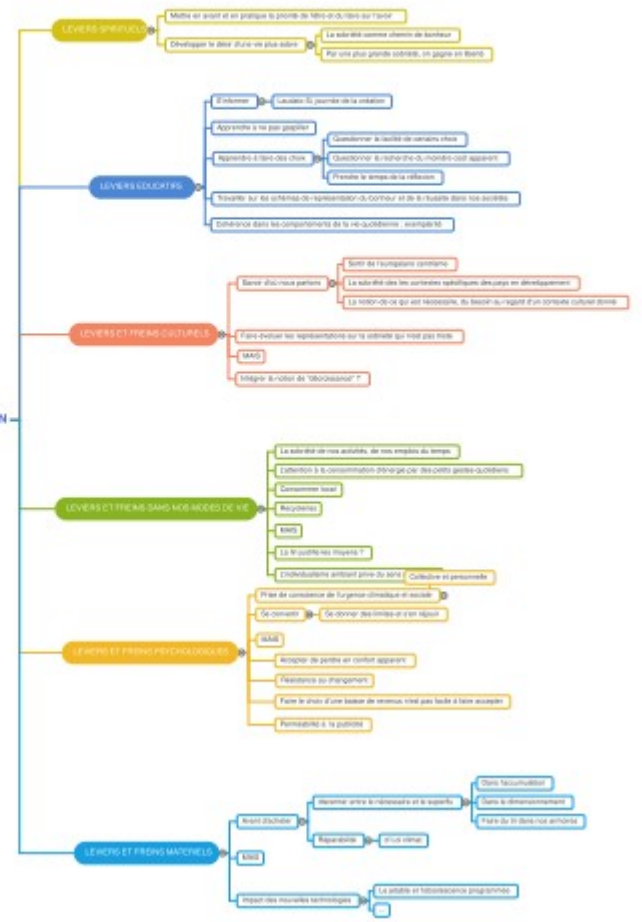 LEVIERS SPIRITUELS
Mettre en avant et en pratique la priorité de l'être et du faire sur l'avoir
Développer le désir d'une vie plus sobre
La sobriété comme chemin de bonheur
Par une plus grande sobriété, on gagne en liberté
LEVIERS EDUCATIFS
S'informer
Laudato Si, journée de la création
Apprendre à ne pas gaspiller
Apprendre à faire des choix
Questionner la facilité de certains choix
Questionner la recherche du moindre coût apparent
Prendre le temps de la réflexion
Travailler sur les schémas de représentation du bonheur et de la réussite dans nos sociétés
Cohérence dans les comportements de la vie quotidienne : exemplarité
LEVIERS ET FREINS CULTURELS
Savoir d'où nous partons
Sortir de l'européano centrisme
La sobriété des les contextes spécifiques des pays en développement
La notion de ce qui est nécessaire, du besoin au regard d'un contexte culturel donné
Faire évoluer les représentations sur la sobriété qui n'est pas triste
MAIS
Intégrer la notion de "décroissance" ?
N
LEVIERS ET FREINS DANS NOS MODES DE VIE
La sobriété de nos activités, de nos emplois du temps
L'attention à la consommation d'énergie par des petits gestes quotidiens
Consommer local
Recycleries
MAIS
La fin justifie les moyens ?
L'individualisme ambiant prive du sens
Collective et personnelle
LEVIERS ET FREINS PSYCHOLOGIQUES
Prise de conscience de l'urgence climatique et sociale
Se convertir
Se donner des limites et s'en réjouir
MAIS
Accepter de perdre en confort apparent
Résistance au changement
Faire le choix d'une baisse de revenus n'est pas facile à faire accepter
Perméabilité à la publicité
LEVIERS ET FREINS MATERIELS
Avant d'acheter
discerner entre le nécessaire et le superflu
Dans l'accumulation
Dans le dimensionnement
Faire du tri dans nos armoires
Réparabilité
MAIS
Impact des nouvelles technologies
Le jetable et l'obsolescence programmée
...